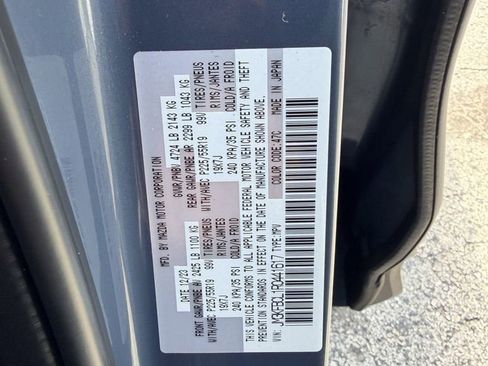 MFD. BY MAZDA MOTOR CORPORATION
DATE: 12/23 GVWR/PNBV 4724 LB 2143 KG
FRONT GAWR/PNBE AV 2425 LB 1100 KG REAR GAWR/PNBE AR 2299 LB 1043 KG
WITH/AVEC P225/55R19 99V TIRES/PNEUS WITH/AVEC P225/55R19 99V TIRES/PNEUS
19X7J RIMS/JANTES 19X7J RIMS/JANTES
240 KPA/35 PSI COLD/A FROID 240 KPA/35 PSI COLD/A FROID
THIS VEHICLE CONFORMS TO ALL APPLICABLE FEDERAL MOTOR VEHICLE SAFETY AND THEFT
PREVENTION STANDARDS IN EFFECT ON THE DATE OF MANUFACTURE SHOWN ABOVE.
COLOR CODE:47C MADE IN JAPAN
VIN: TYPE:MPV